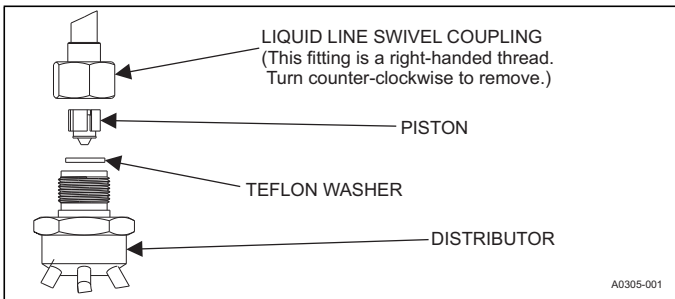 LIQUID LINE SWIVEL COUPLING
(This fitting is a right-handed thread.
Turn counter-clockwise to remove.)
PISTON
TEFLON WASHER
DISTRIBUTOR
A0305-001